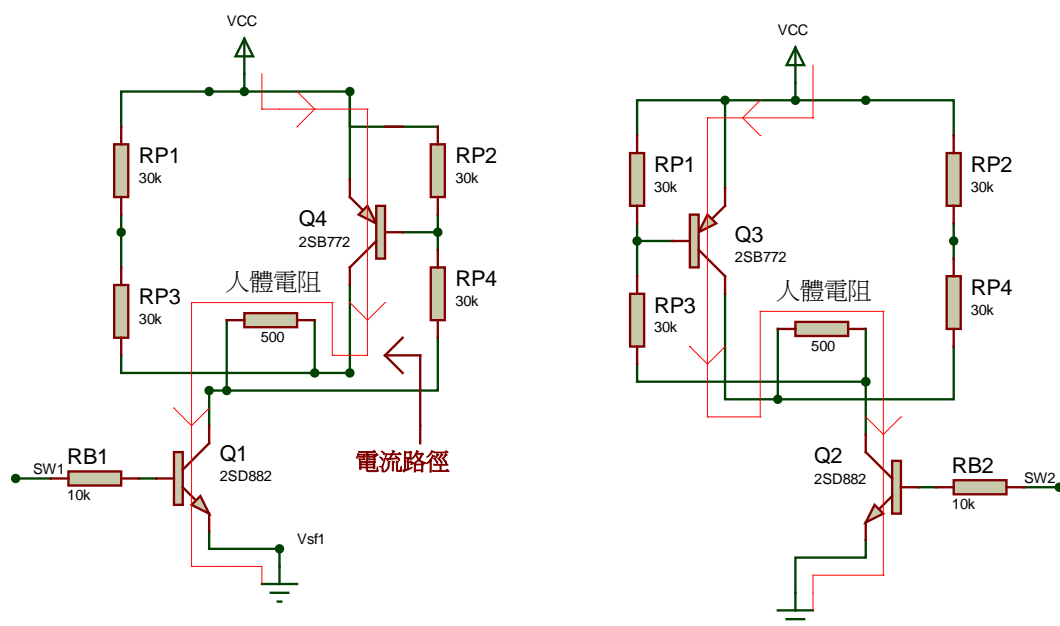 VCC
RP1
30k
RP2
30k
Q4
2SB772
RP3
30k
RP4
30k
人體電阻
500
電流路徑
SW1
RB1
10k
Q1
2SD882
Vsf1
VCC
RP1
30k
RP2
30k
Q3
2SB772
RP3
30k
RP4
30k
人體電阻
500
Q2
2SD882
RB2
10k
SW2